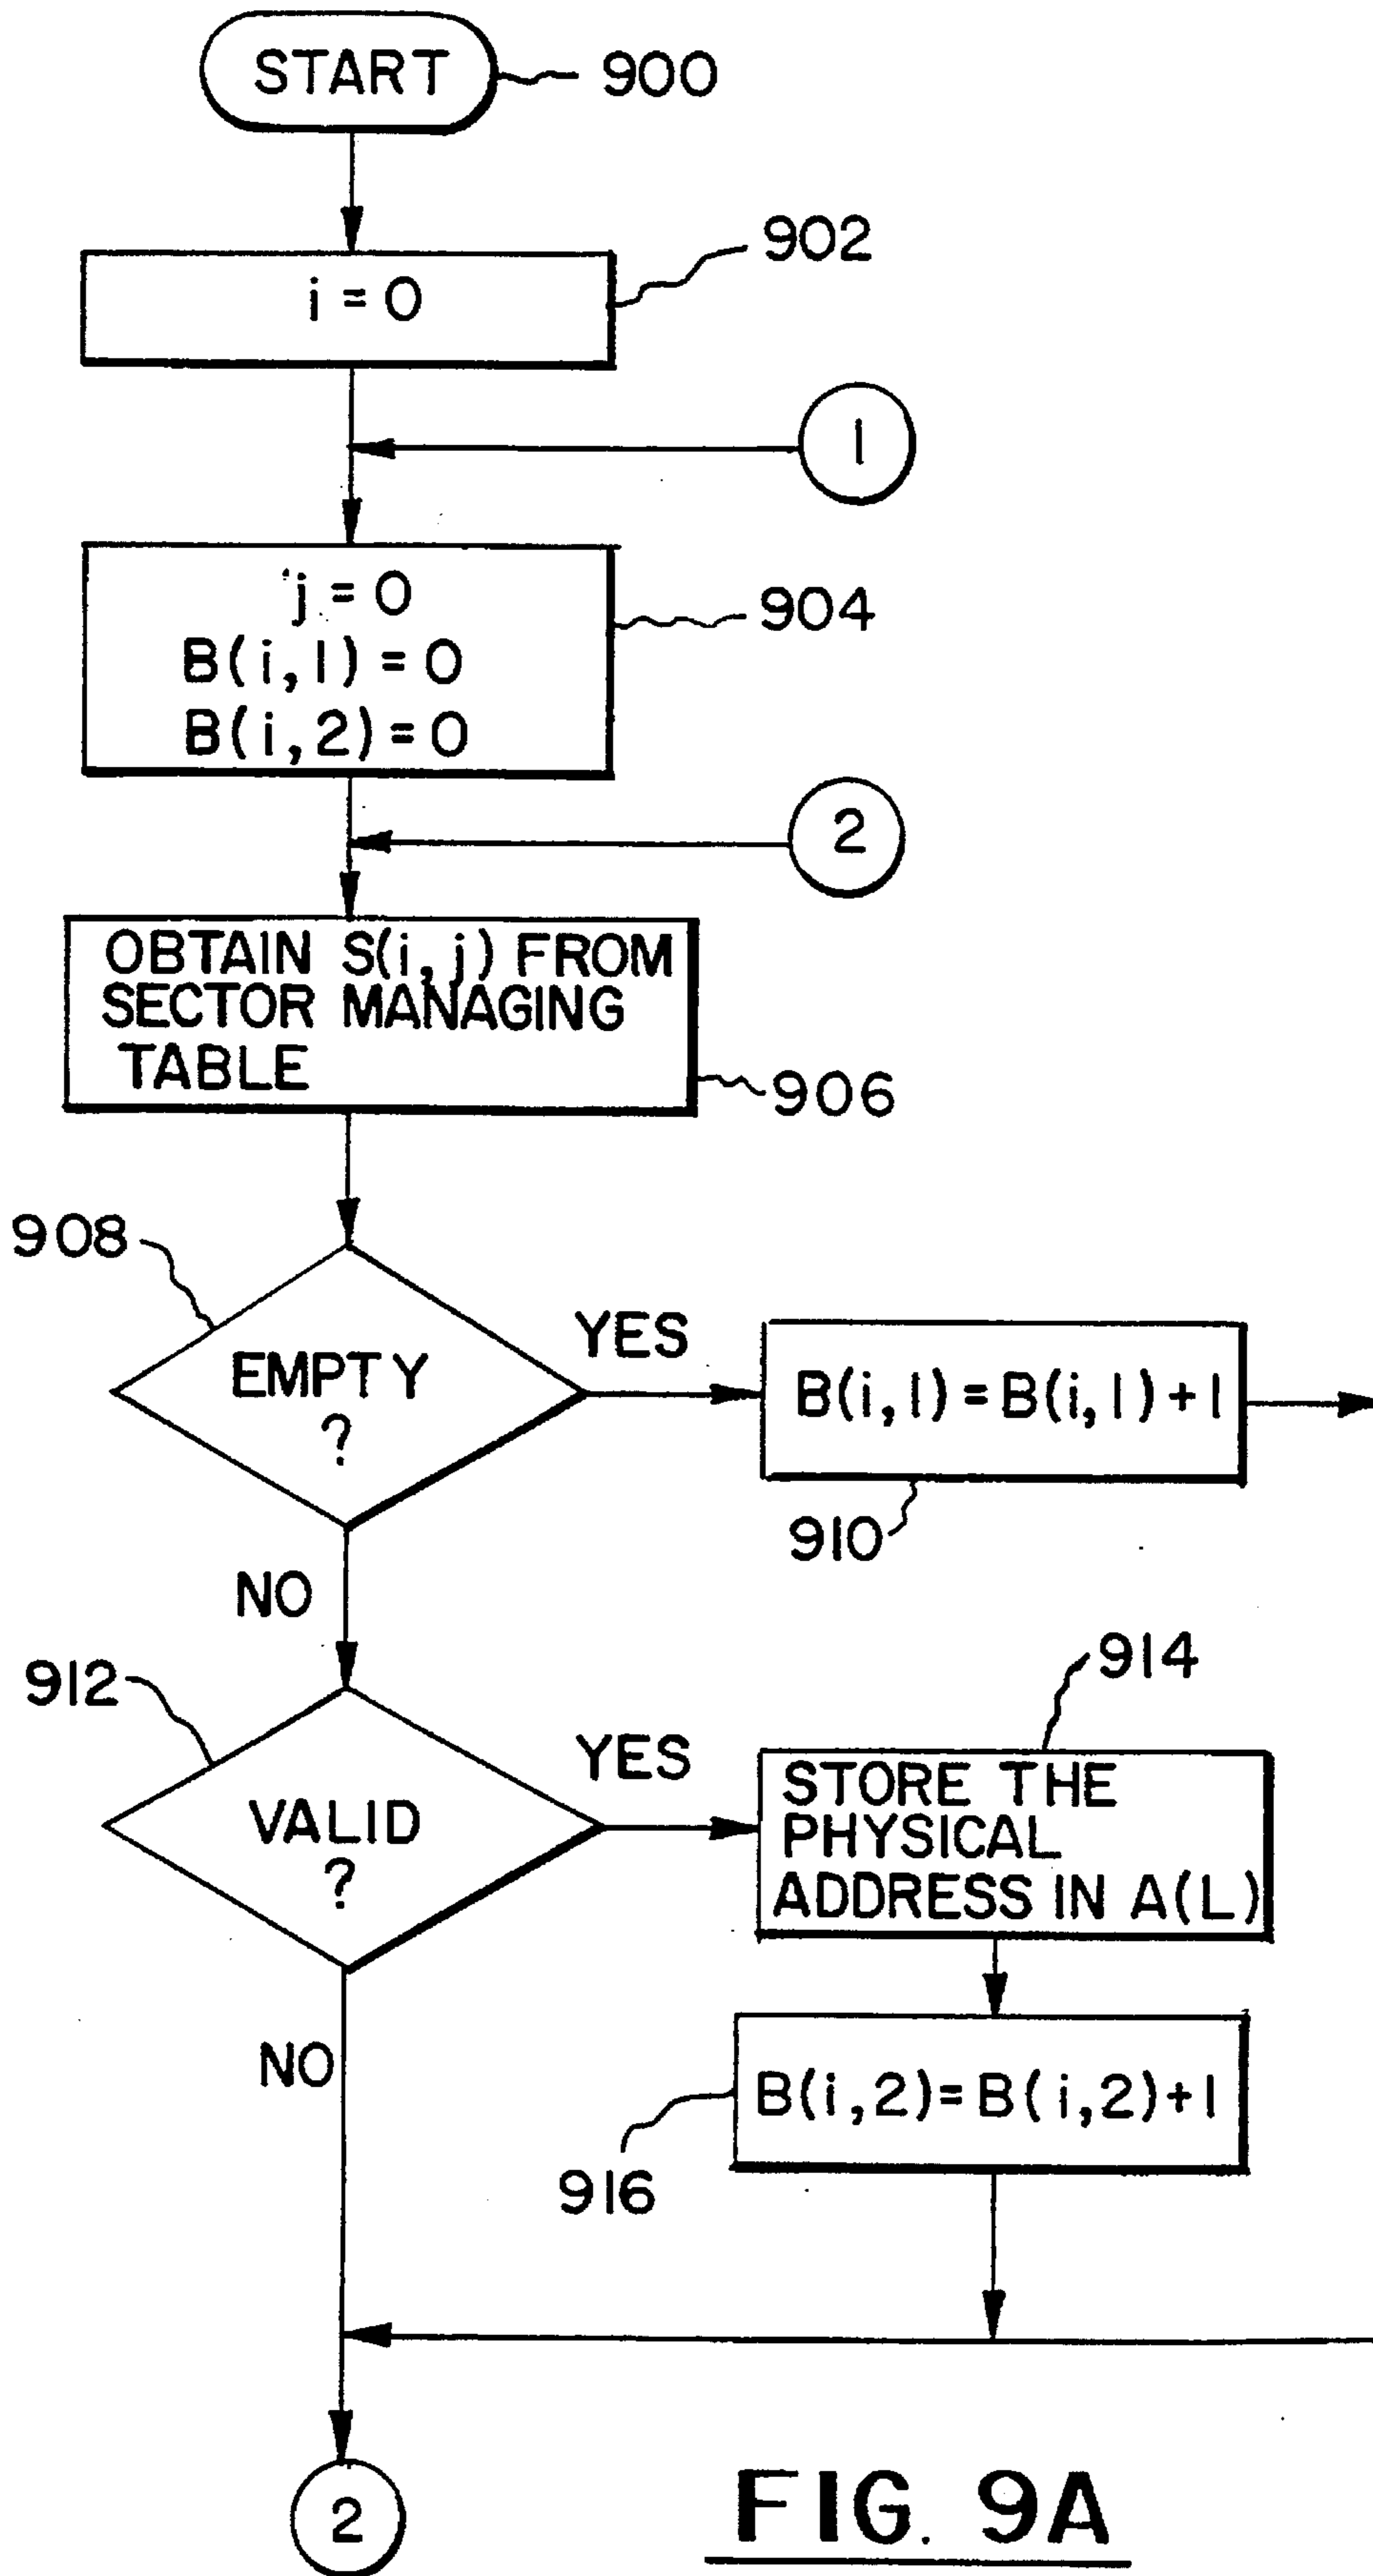 START
900
i = 0
902
1
j = 0
B(i,1) = 0
B(i,2) = 0
904
2
OBTAIN S(i,j) FROM
SECTOR MANAGING
TABLE
906
908
EMPTY
?
YES
B(i,1) = B(i,1) + 1
910
NO
912
VALID
?
YES
914
STORE THE
PHYSICAL
ADDRESS IN A(L)
NO
B(i,2) = B(i,2) + 1
916
2
FIG. 9A